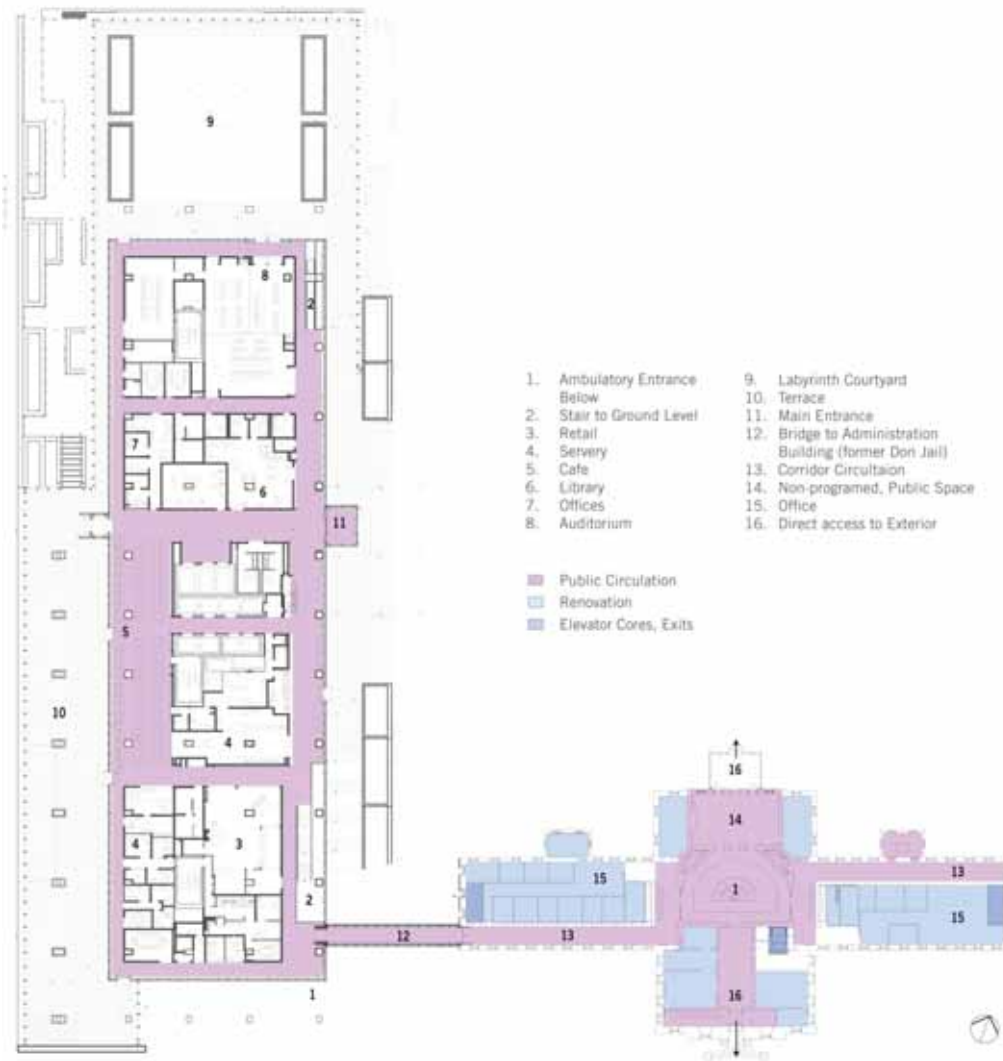 9
8
2
7
6
11
5
10
4
4
3
2
12
13
1
15
14
16
1
13
15
16
1. Ambulatory Entrance
Below
2. Stair to Ground Level
3. Retail
4. Servery
5. Cafe
6. Library
7. Offices
8. Auditorium
9. Labyrinth Courtyard
10. Terrace
11. Main Entrance
12. Bridge to Administration
Building (former Don Jail)
13. Corridor Circultaion
14. Non-programed, Public Space
15. Office
16. Direct access to Exterior
Public Circulation
Renovation
Elevator Cores, Exits